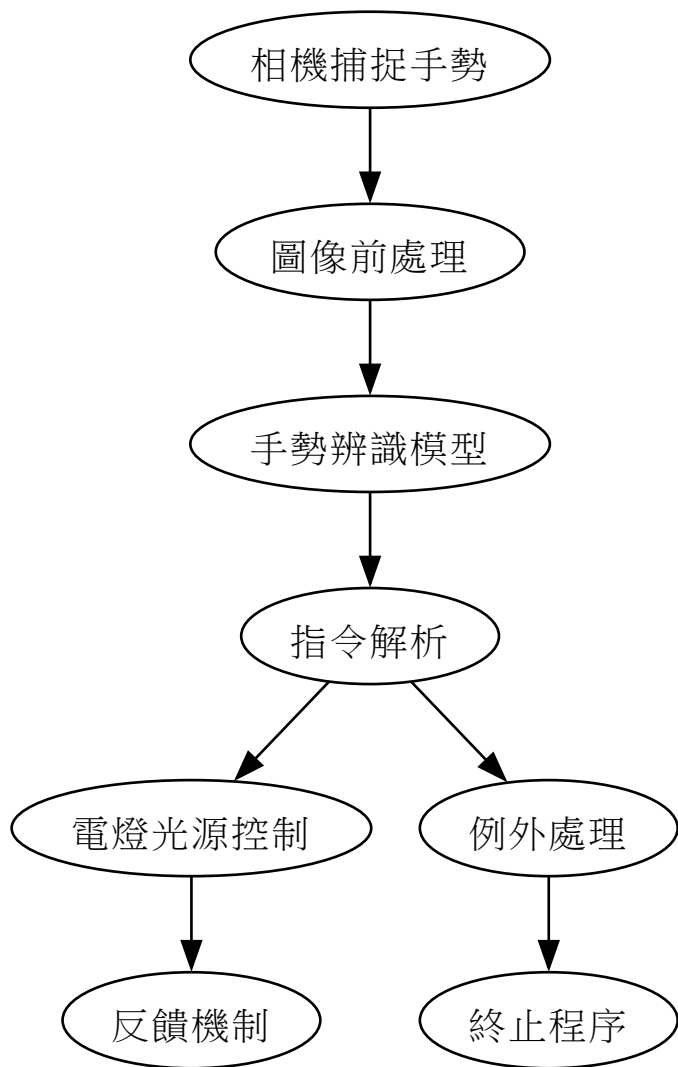 相機捕捉手勢
圖像前處理
手勢辨識模型
指令解析
電燈光源控制
例外處理
反饋機制
終止程序